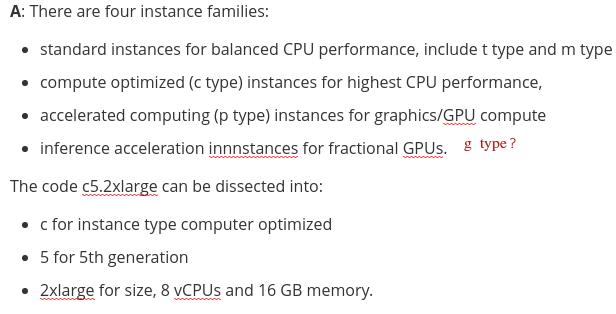 A: There are four instance families:
• standard instances for balanced CPU performance, include t type and m type
• compute optimized (c type) instances for highest CPU performance,
• accelerated computing (p type) instances for graphics/GPU compute
• inference acceleration innnstances for fractional GPUs. g type ?
The code c5.2xlarge can be dissected into:
• c for instance type computer optimized
• 5 for 5th generation
• 2xlarge for size, 8 vCPUs and 16 GB memory.